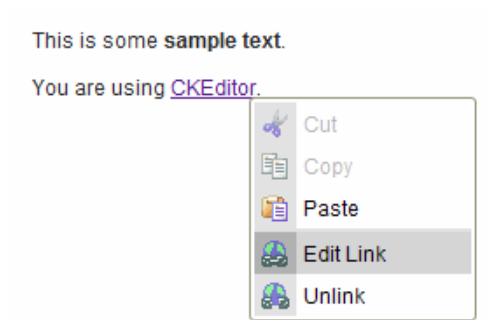 This is some sample text.
You are using CKEditor.
Cut
Copy
Paste
Edit Link
Unlink